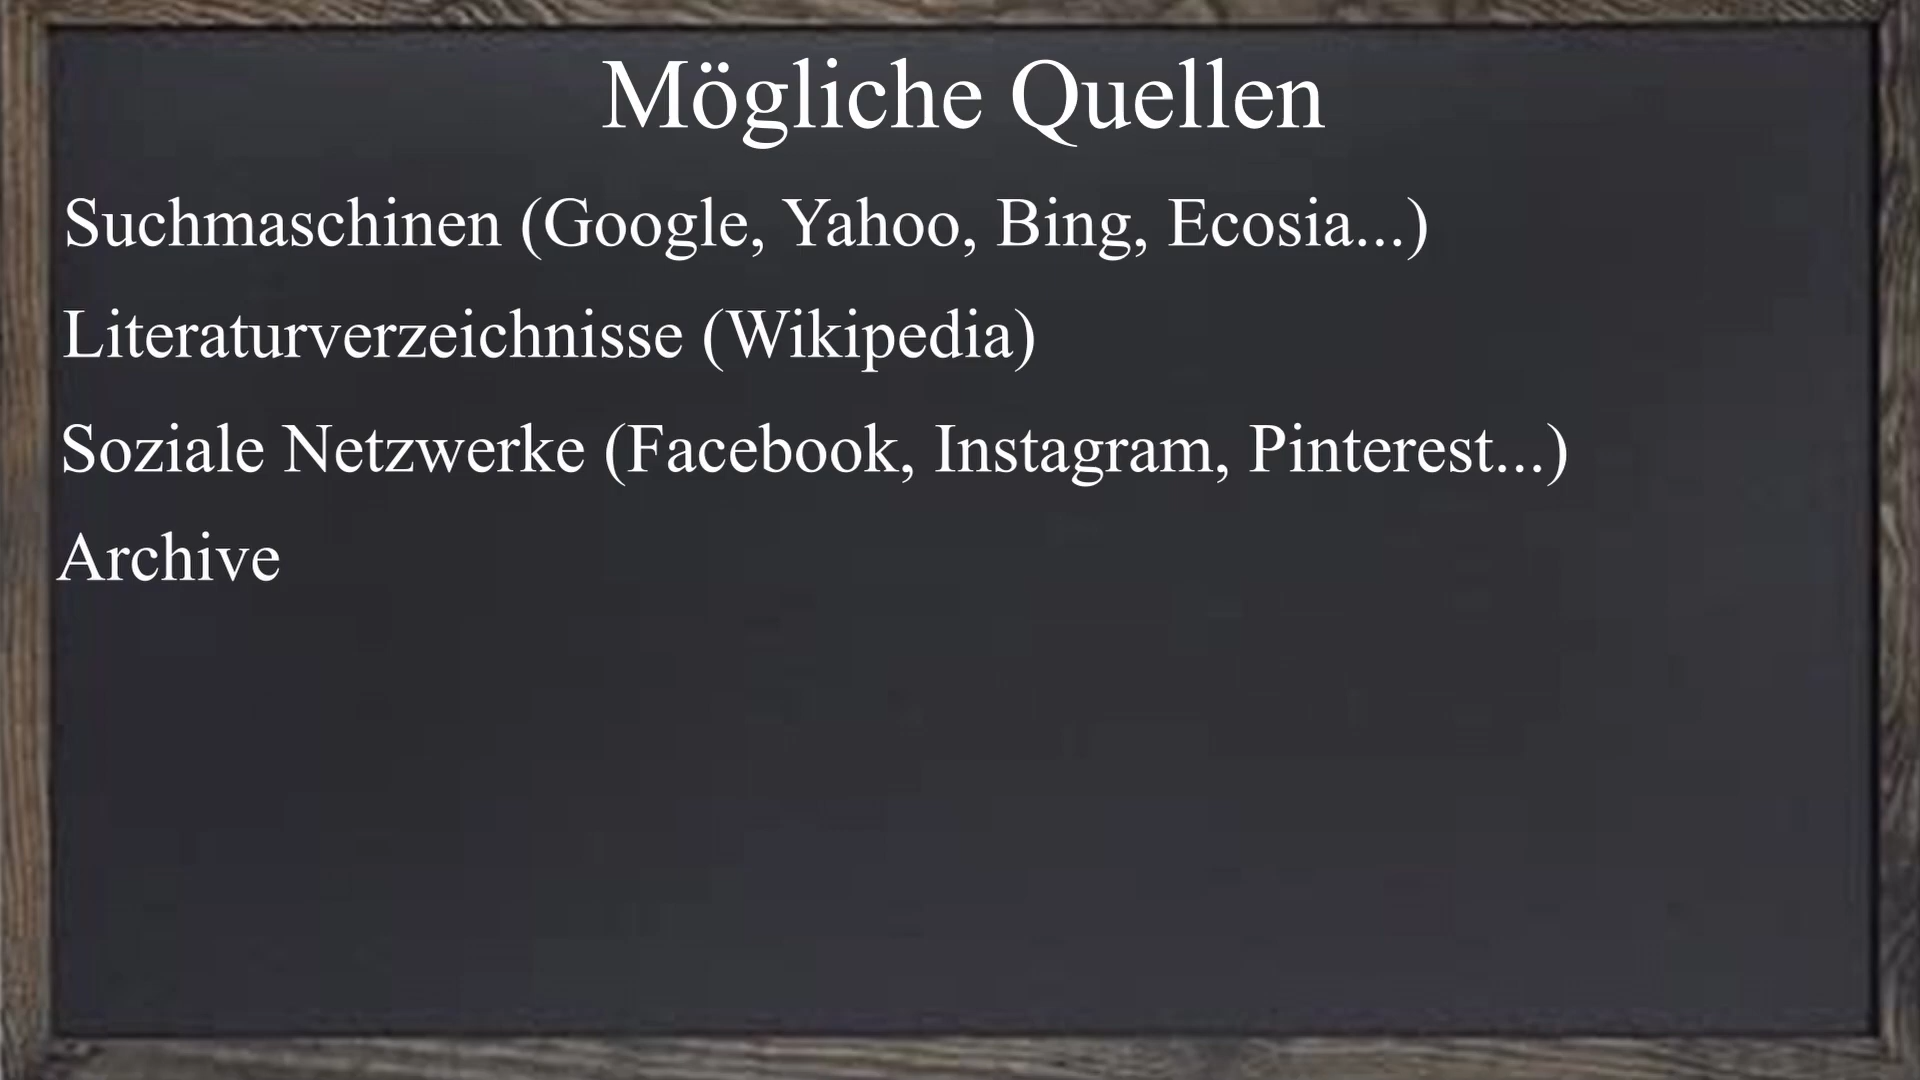 Mögliche Quellen
Suchmaschinen (Google, Yahoo, Bing, Ecosia...)
Literaturverzeichnisse (Wikipedia)
Soziale Netzwerke (Facebook, Instagram, Pinterest...)
Archive